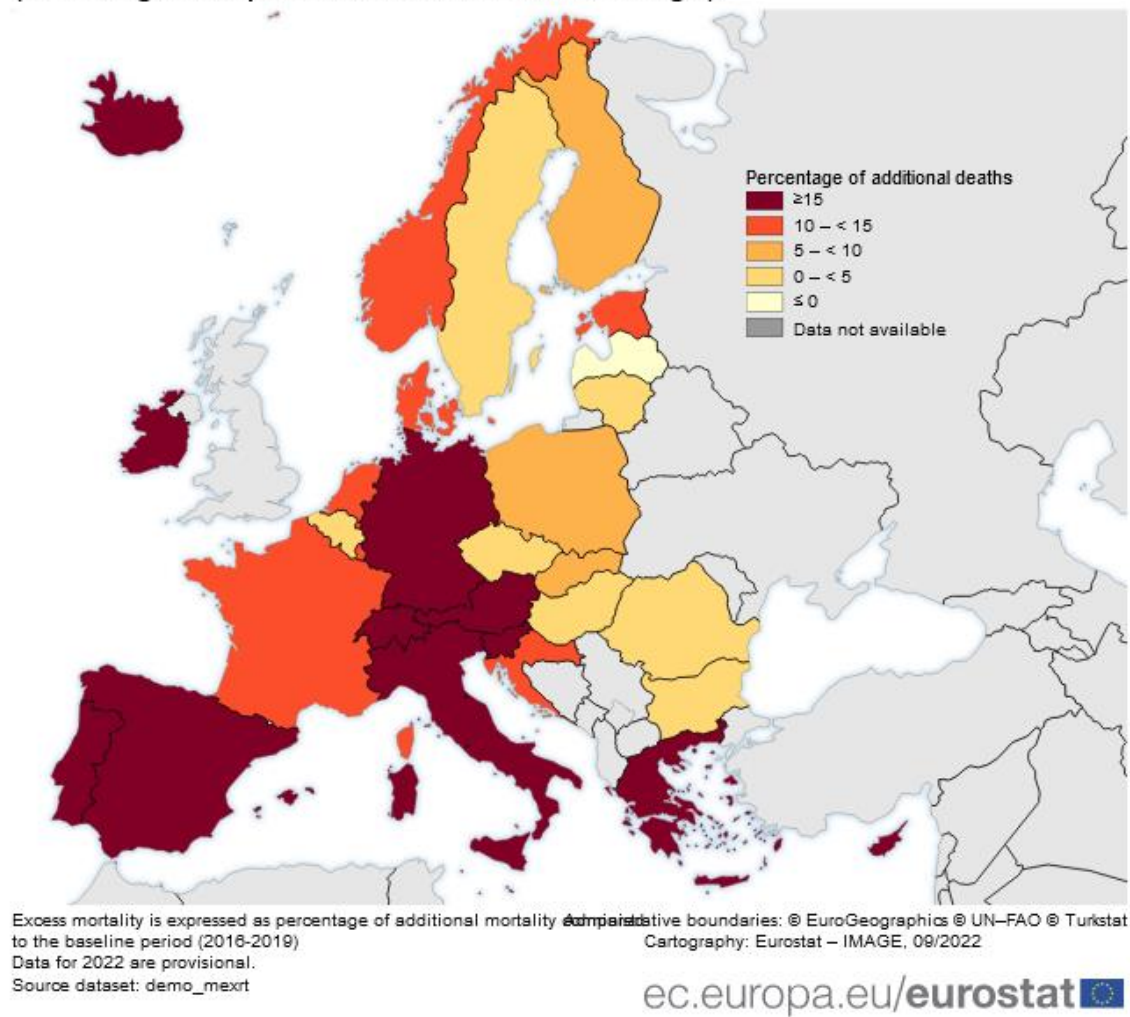 Percentage of additional deaths
≥15
10 – < 15
5 – < 10
0 – < 5
≤ 0
Data not available
Excess mortality is expressed as percentage of additional mortality
to the baseline period (2016-2019)
Data for 2022 are provisional.
Source dataset: demo_mexrt
Administrative boundaries: © EuroGeographics © UN–FAO © Turkstat
Cartography: Eurostat – IMAGE, 09/2022
ec.europa.eu/eurostat